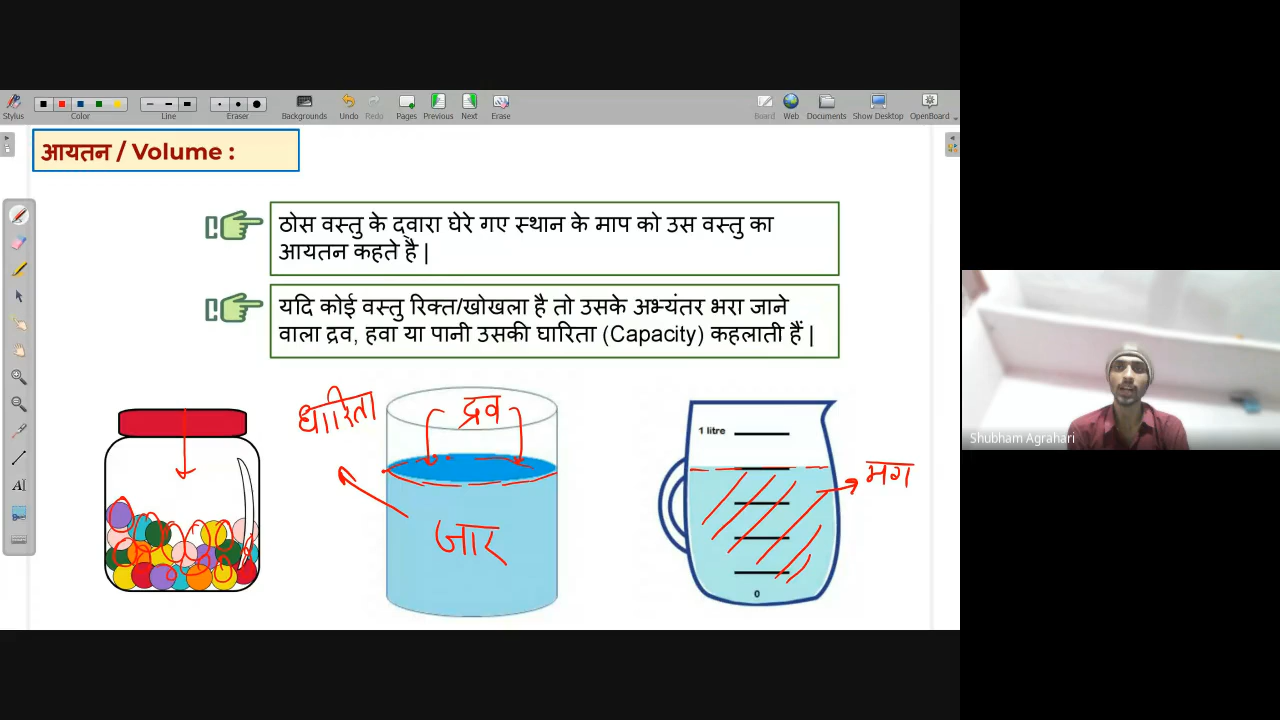 Stylus
Color
Line
Eraser
Backgrounds
Undo
Redo
Pages
Previous
Next
Erase
Board
Web
Documents
Show Desktop
OpenBoard
आयतन / Volume :
ठोस वस्तु के द्वारा घेरे गए स्थान के माप को उस वस्तु का
आयतन कहते है |
यदि कोई वस्तु रिक्त/खोखला है तो उसके अभ्यंतर भरा जाने
वाला द्रव, हवा या पानी उसकी घारिता (Capacity) कहलाती हैं |
धारिता
द्रव
जार
1 litre
0
मग
Shubham Agrahari